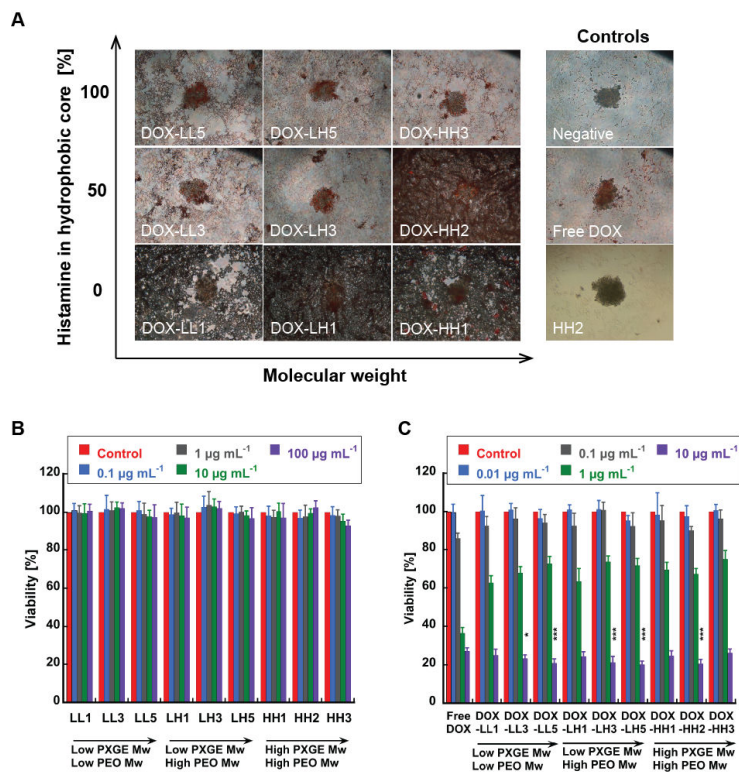 A
Controls
Histamine in hydrophobic core [%]
100
50
0
DOX-LL5
DOX-LH5
DOX-HH3
Negative
DOX-LL3
DOX-LH3
DOX-HH2
Free DOX
DOX-LL1
DOX-LH1
DOX-HH1
HH2
Molecular weight
B
Control
1 µg mL-1
100 µg mL-1
0.1 µg mL-1
10 µg mL-1
Viability [%]
120
100
80
60
40
20
0
LL1 LL3 LL5 LH1 LH3 LH5 HH1 HH2 HH3
Low PXGE Mw
Low PEO Mw
Low PXGE Mw
High PEO Mw
High PXGE Mw
High PEO Mw
C
Control
0.1 µg mL-1
10 µg mL-1
0.01 µg mL-1
1 µg mL-1
Viability [%]
120
100
80
60
40
20
0
* *** *** *** ***
Free DOX DOX DOX DOX DOX DOX DOX DOX DOX
DOX -LL1 -LL3 -LL5 -LH1 -LH3 -LH5 -HH1 -HH2 -HH3
Low PXGE Mw
Low PEO Mw
Low PXGE Mw
High PEO Mw
High PXGE Mw
High PEO Mw